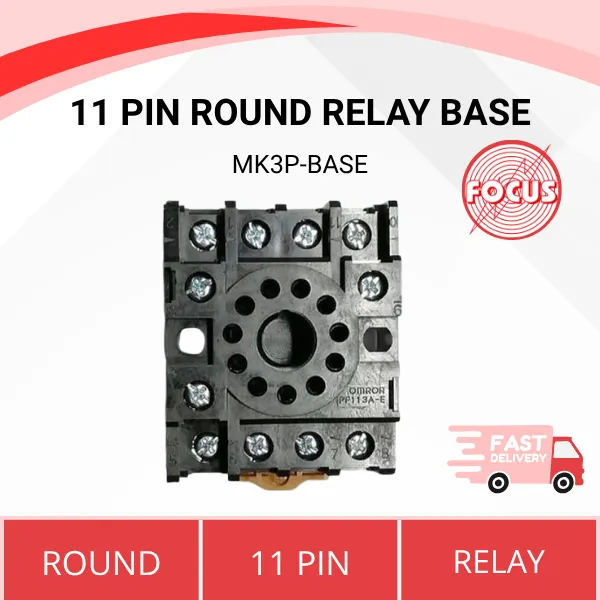 11 PIN ROUND RELAY BASE
MK3P-BASE
FOCUS
OMRON
PF113A-E
FAST
DELIVERY
ROUND
11 PIN
RELAY